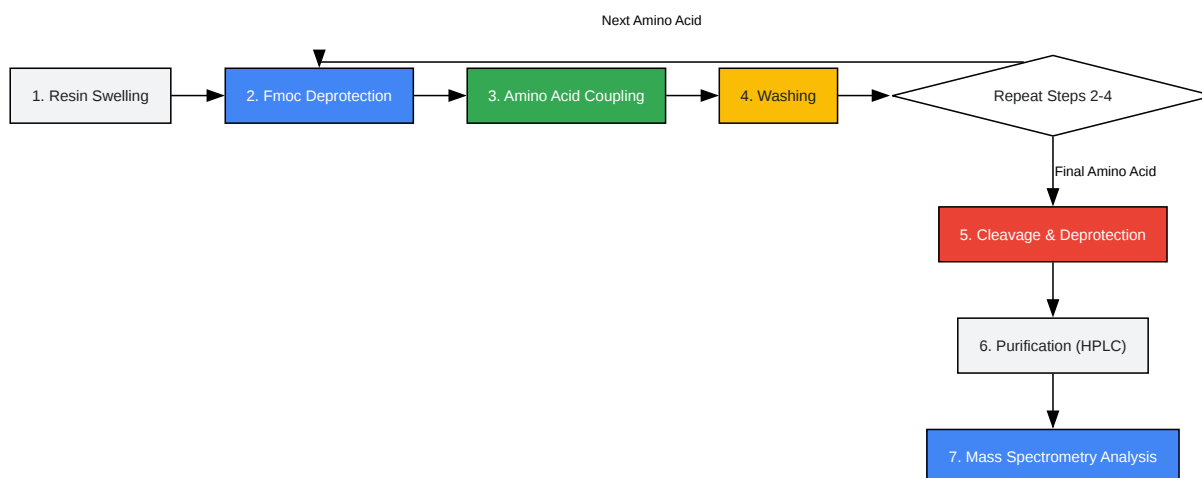 Next Amino Acid
1. Resin Swelling
2. Fmoc Deprotection
3. Amino Acid Coupling
4. Washing
Repeat Steps 2-4
Final Amino Acid
5. Cleavage & Deprotection
6. Purification (HPLC)
7. Mass Spectrometry Analysis